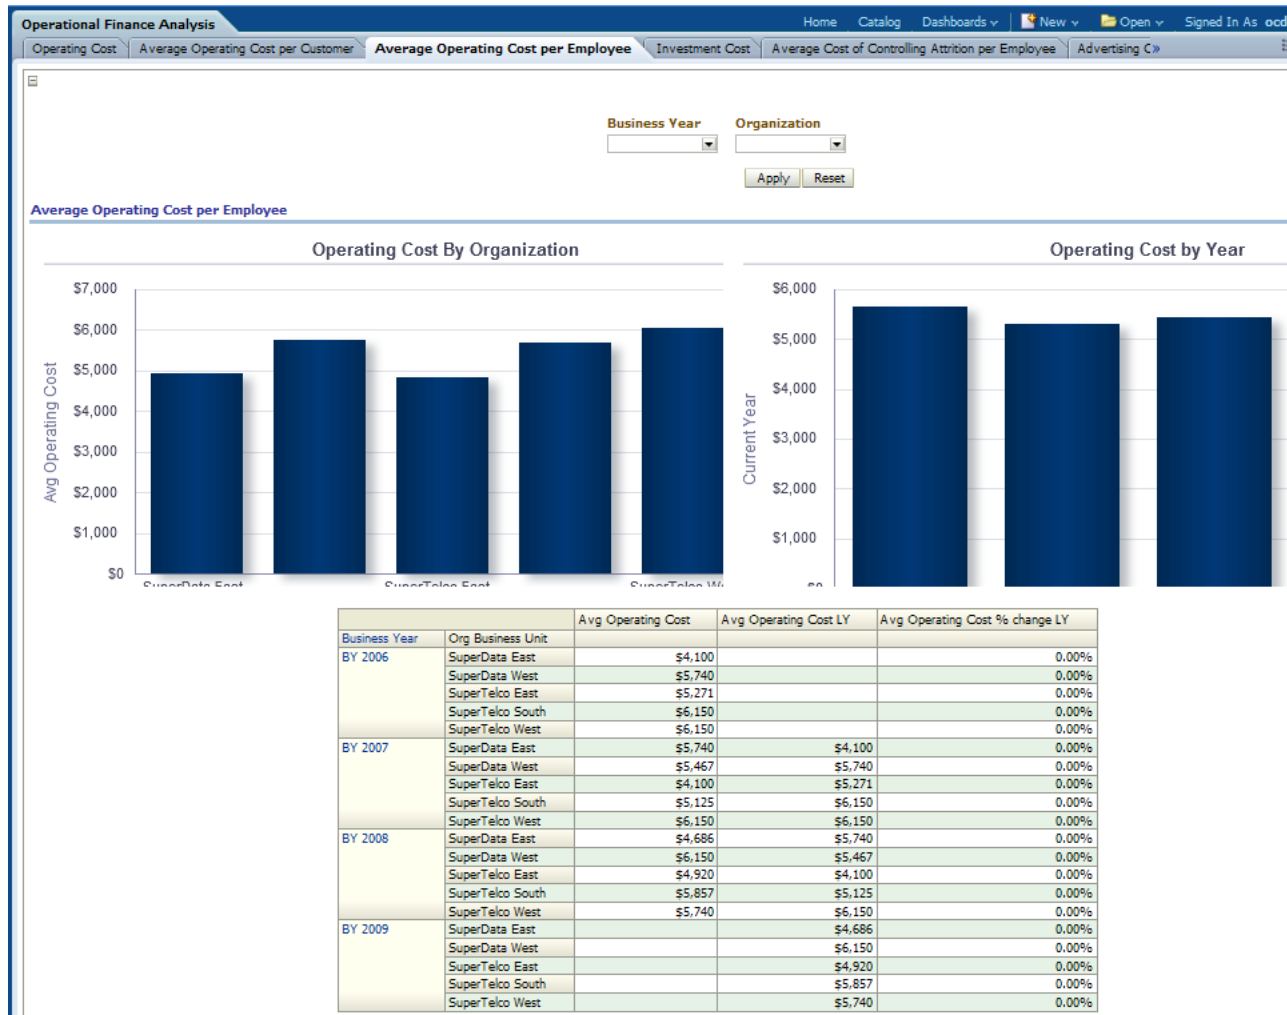 Operational Finance Analysis Home Catalog Dashboards New Open Signed In As ocd
Operating Cost Average Operating Cost per Customer Average Operating Cost per Employee Investment Cost Average Cost of Controlling Attrition per Employee Advertising C»
Business Year Organization
Apply Reset
Average Operating Cost per Employee
Operating Cost By Organization
Avg Operating Cost
$7,000
$6,000
$5,000
$4,000
$3,000
$2,000
$1,000
$0
SuperData East SuperTelco East SuperTelco We
Operating Cost by Year
Current Year
$6,000
$5,000
$4,000
$3,000
$2,000
$1,000
$0
Avg Operating Cost Avg Operating Cost LY Avg Operating Cost % change LY
Business Year Org Business Unit
BY 2006 SuperData East $4,100 0.00%
SuperData West $5,740 0.00%
SuperTelco East $5,271 0.00%
SuperTelco South $6,150 0.00%
SuperTelco West $6,150 0.00%
BY 2007 SuperData East $5,740 $4,100 0.00%
SuperData West $5,467 $5,740 0.00%
SuperTelco East $4,100 $5,271 0.00%
SuperTelco South $5,125 $6,150 0.00%
SuperTelco West $6,150 $6,150 0.00%
BY 2008 SuperData East $4,686 $5,740 0.00%
SuperData West $6,150 $5,467 0.00%
SuperTelco East $4,920 $4,100 0.00%
SuperTelco South $5,857 $5,125 0.00%
SuperTelco West $5,740 $6,150 0.00%
BY 2009 SuperData East $4,686 0.00%
SuperData West $6,150 0.00%
SuperTelco East $4,920 0.00%
SuperTelco South $5,857 0.00%
SuperTelco West $5,740 0.00%